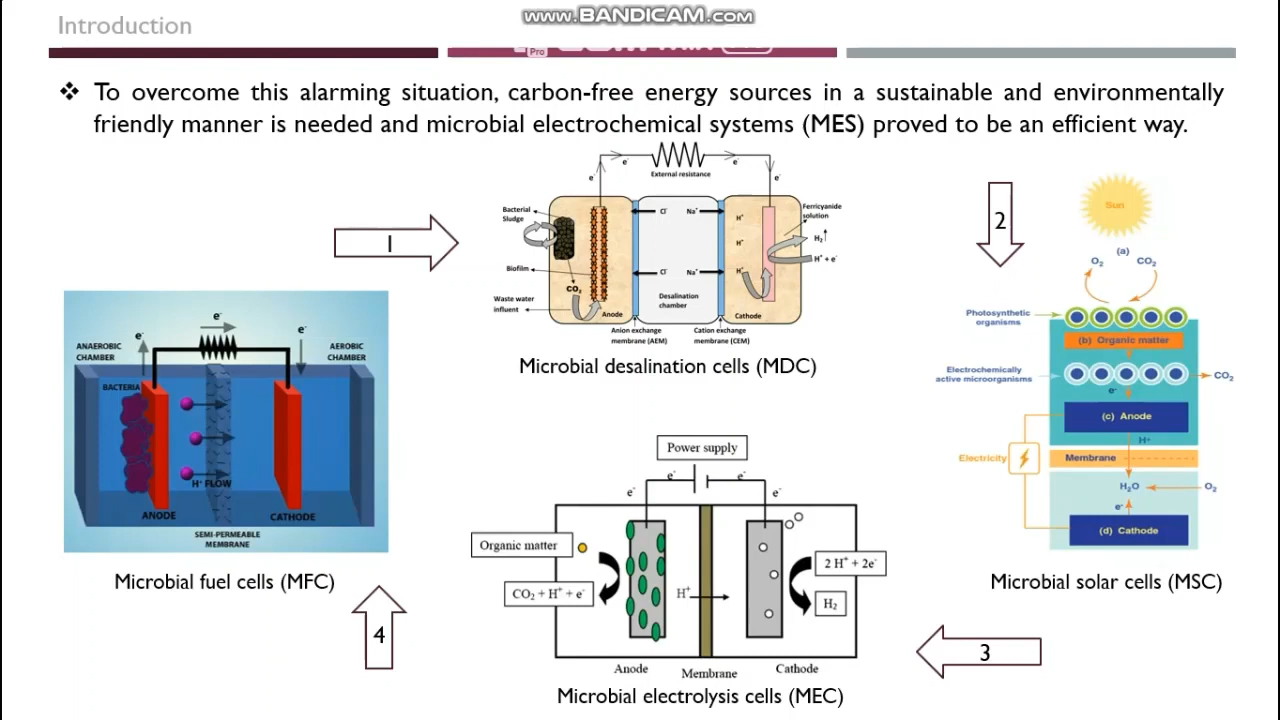 www.BANDICAM.com
Introduction
Pro
❖ To overcome this alarming situation, carbon-free energy sources in a sustainable and environmentally
friendly manner is needed and microbial electrochemical systems (MES) proved to be an efficient way.
1
e-
e-
e-
e-
External resistance
Bacterial
Sludge
Biofilm
CO2
Waste water
influent
Anode
Cl-
Na+
Cl-
Na+
Desalination
chamber
H+
H+
H+
Cathode
Ferricyanide
solution
H2
H+ + e-
Anion exchange
membrane (AEM)
Cation exchange
membrane (CEM)
Microbial desalination cells (MDC)
2
Sun
(a)
O2
CO2
Photosynthetic
organisms
(b) Organic matter
Electrochemically
active microorganisms
CO2
e-
(c) Anode
H+
Electricity
Membrane
H2O
O2
e-
(d) Cathode
Microbial solar cells (MSC)
3
Power supply
e-
e-
e-
e-
Organic matter
CO2 + H+ + e-
H+
2 H+ + 2e-
H2
Anode
Membrane
Cathode
Microbial electrolysis cells (MEC)
4
e-
e-
e-
ANAEROBIC
CHAMBER
AEROBIC
CHAMBER
BACTERIA
H+ FLOW
ANODE
CATHODE
SEMI-PERMEABLE
MEMBRANE
Microbial fuel cells (MFC)